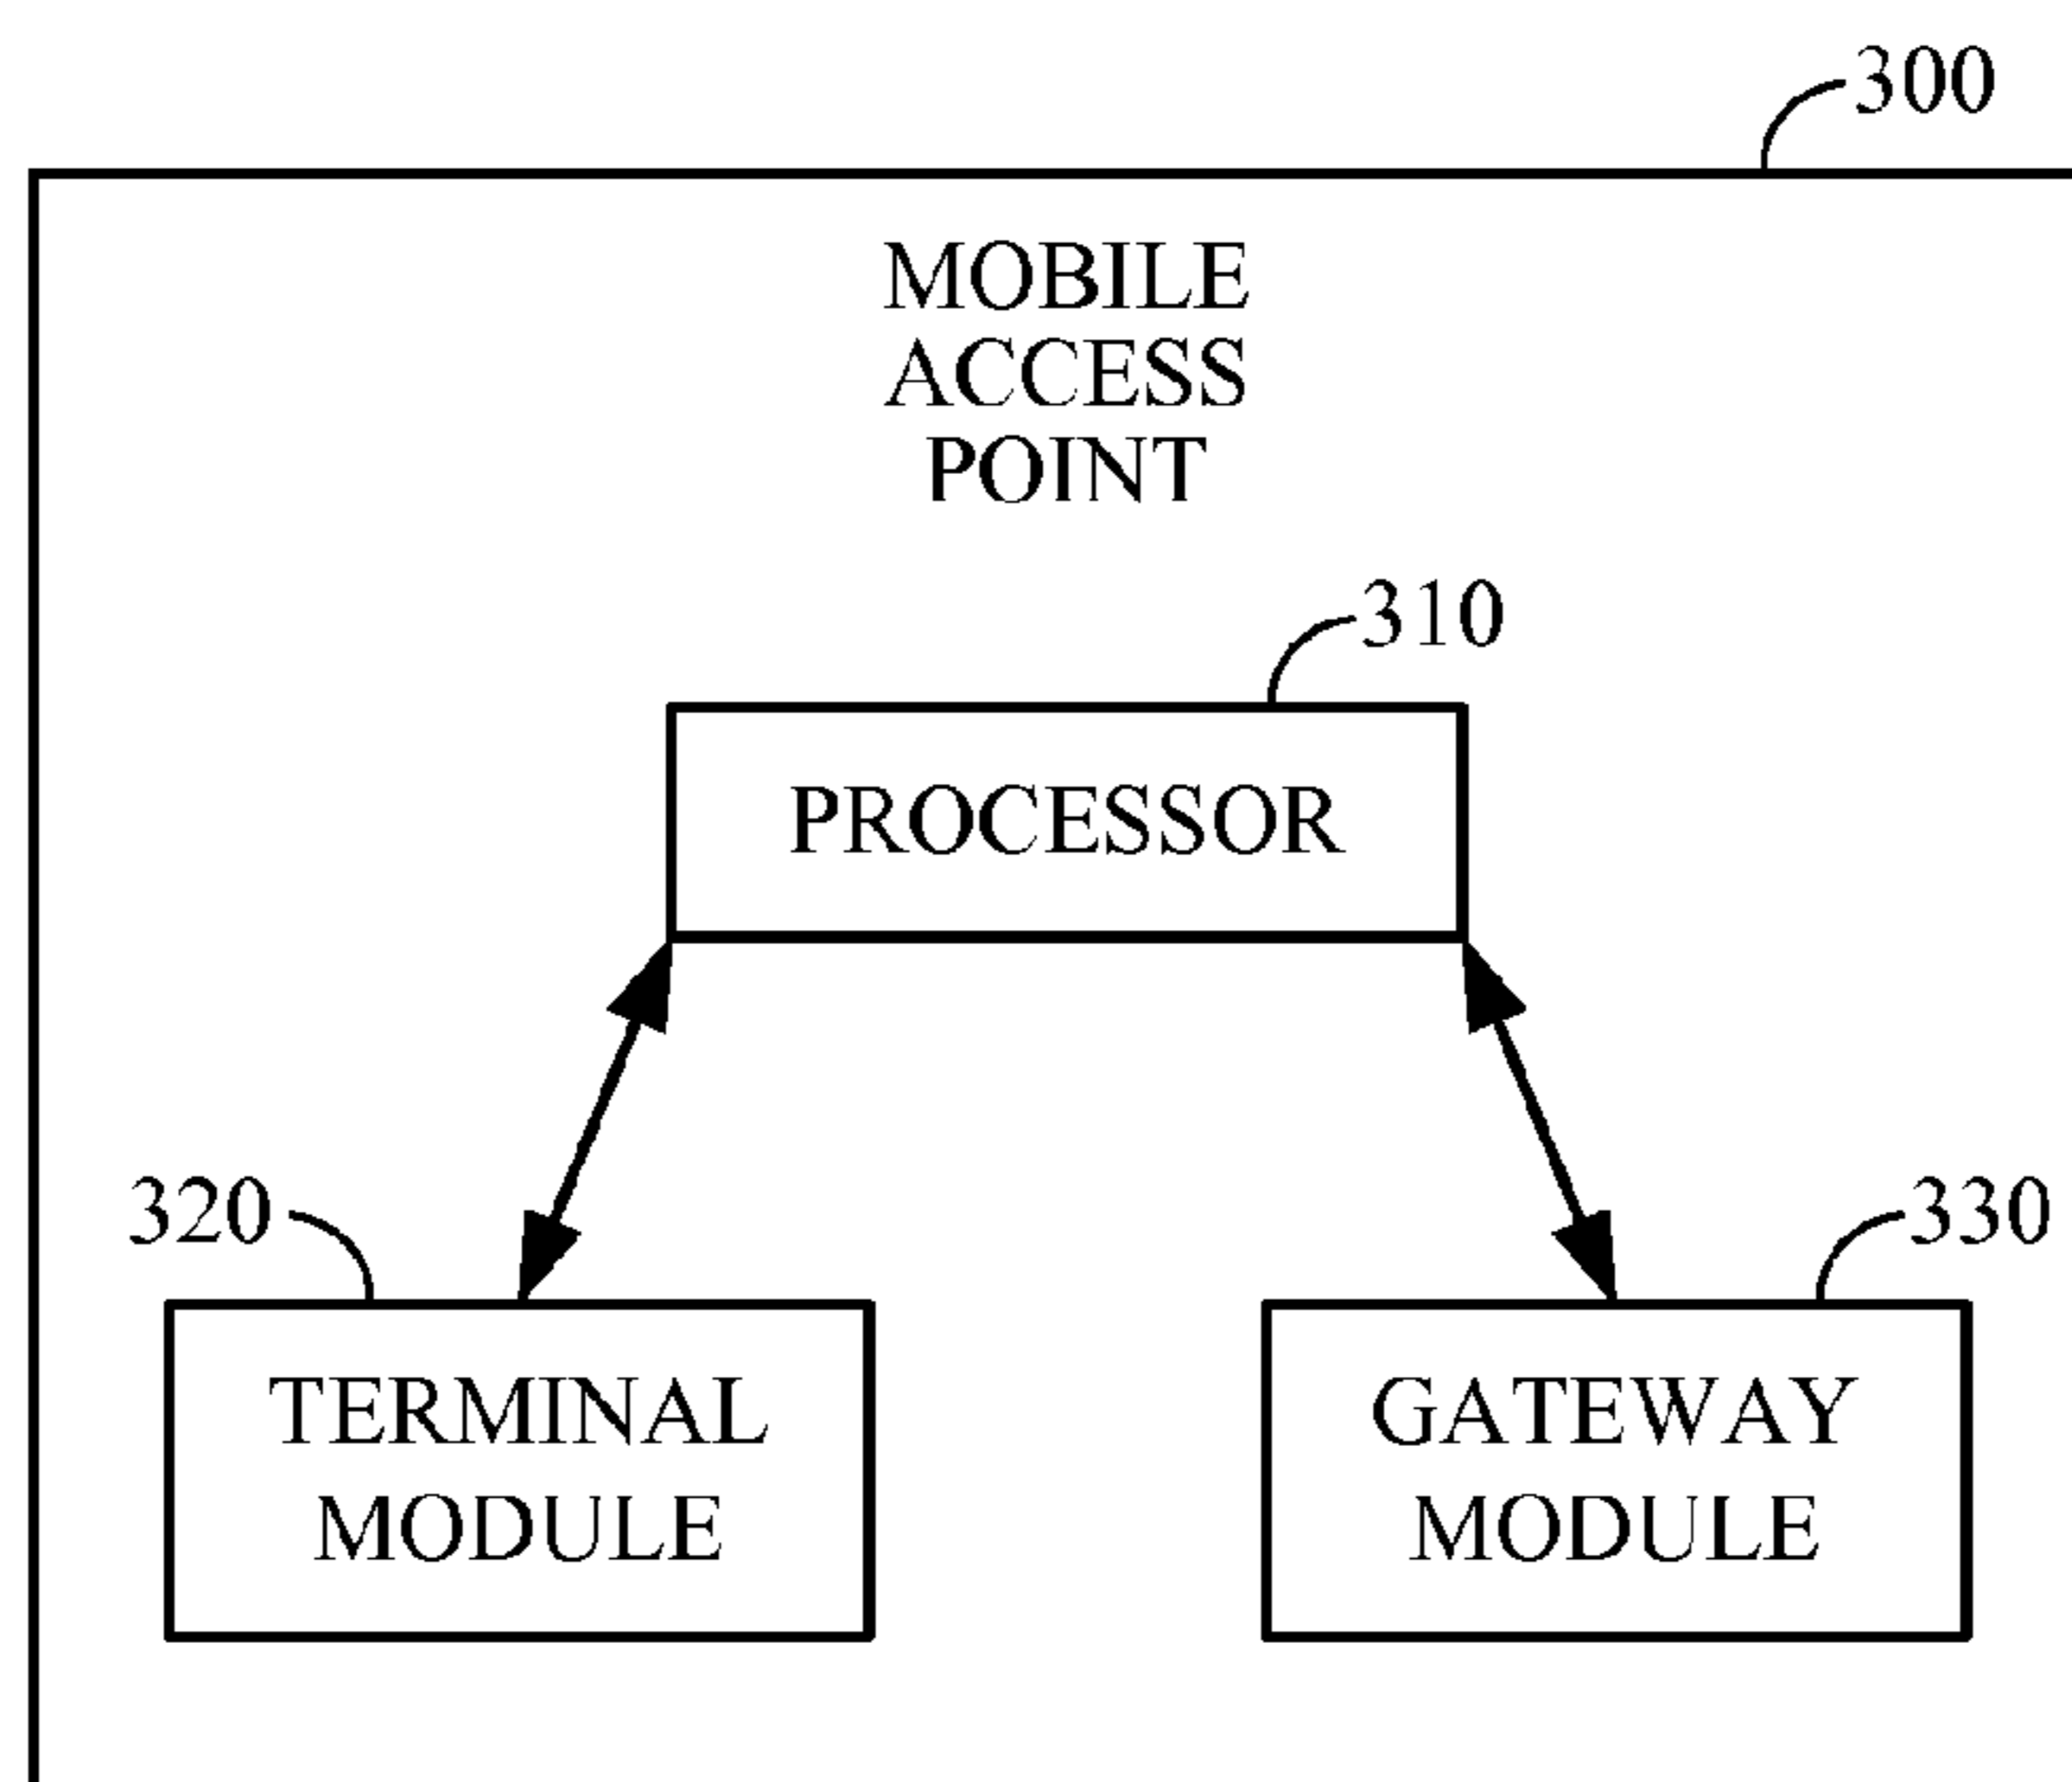 300
MOBILE
ACCESS
POINT
310
PROCESSOR
320
330
TERMINAL
MODULE
GATEWAY
MODULE